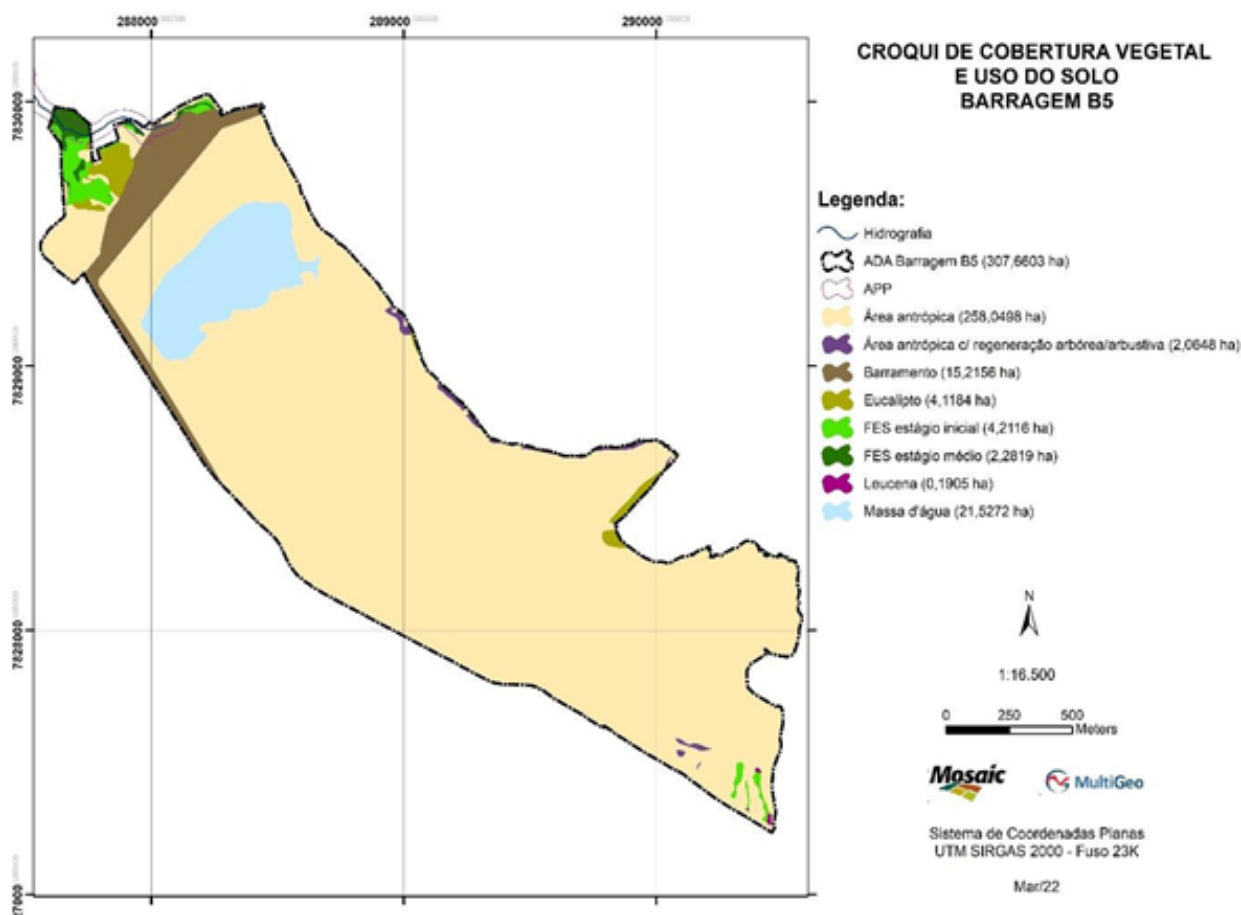 288000
289000
290000
7830000
7829000
7828000
27000
CROQUI DE COBERTURA VEGETAL
E USO DO SOLO
BARRAGEM B5
Legenda:
Hidrografia
ADA Barragem B5 (307,6603 ha)
APP
Área antrópica (258,0498 ha)
Área antrópica c/ regeneração arbórea/arbustiva (2,0648 ha)
Barramento (15,2156 ha)
Eucalipto (4,1184 ha)
FES estágio inicial (4,2116 ha)
FES estágio médio (2,2819 ha)
Leucena (0,1905 ha)
Massa d'água (21,5272 ha)
N
1:16.500
0 250 500
Meters
Mosaic
MultiGeo
Sistema de Coordenadas Planas
UTM SIRGAS 2000 - Fuso 23K
Mar/22